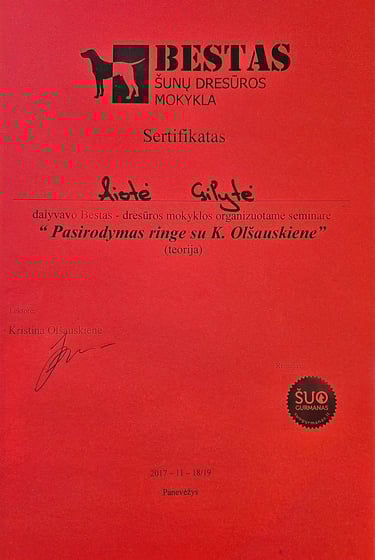 BESTAS
ŠUNŲ DRESŪROS
MOKYKLA
Sertifikatas
Aistė Gilytė
dalyvavo Bestas - dresūros mokyklos organizuotame seminare
“ Pasirodymas ringe su K. Olšauskiene”
(teorija)
Lektorė:
Kristina Olšauskienė
ŠUO
GURMANAS
2017 – 11 – 18/19
Panevėžys